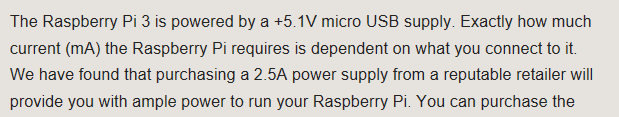 The Raspberry Pi 3 is powered by a +5.1V micro USB supply. Exactly how much
current (mA) the Raspberry Pi requires is dependent on what you connect to it.
We have found that purchasing a 2.5A power supply from a reputable retailer will
provide you with ample power to run your Raspberry Pi. You can purchase the